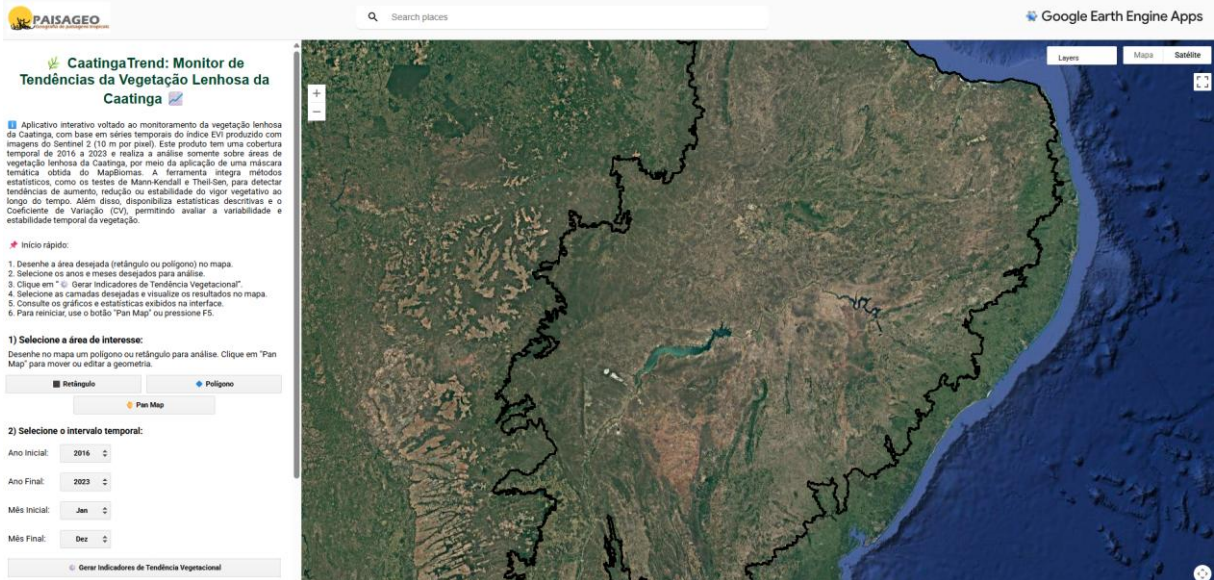 PAISAGEO
Search places
Google Earth Engine Apps
CaatingaTrend: Monitor de
Tendências da Vegetação Lenhosa da
Caatinga
Aplicativo interativo voltado ao monitoramento da vegetação lenhosa
da Caatinga, com base em séries temporais do índice EVI produzido com
imagens do Sentinel 2 (10 m por pixel). Este produto tem uma cobertura
temporal de 2016 a 2023 e realiza a análise somente sobre áreas de
vegetação lenhosa da Caatinga, por meio da aplicação de uma máscara
temática obtida do MapBiomas. A ferramenta integra métodos
estatísticos, como os testes de Mann-Kendall e Theil-Sen, para detectar
tendências de aumento, redução ou estabilidade do vigor vegetativo ao
longo do tempo. Além disso, disponibiliza estatísticas descritivas e o
Coeficiente de Variação (CV), permitindo avaliar a variabilidade e
estabilidade temporal da vegetação.
Início rápido:
1. Desenhe a área desejada (retângulo ou polígono) no mapa.
2. Selecione os anos e meses desejados para análise.
3. Clique em " Gerar Indicadores de Tendência Vegetacional".
4. Selecione as camadas desejadas e visualize os resultados no mapa.
5. Consulte os gráficos e estatísticas exibidos na interface.
6. Para reiniciar, use o botão "Pan Map" ou pressione F5.
1) Selecione a área de interesse:
Desenhe no mapa um polígono ou retângulo para análise. Clique em "Pan
Map" para mover ou editar a geometria.
Retângulo
Polígono
Pan Map
2) Selecione o intervalo temporal:
Ano Inicial: 2016
Ano Final: 2023
Mês Inicial: Jan
Mês Final: Dez
Gerar Indicadores de Tendência Vegetacional
Layers
Mapa
Satélite